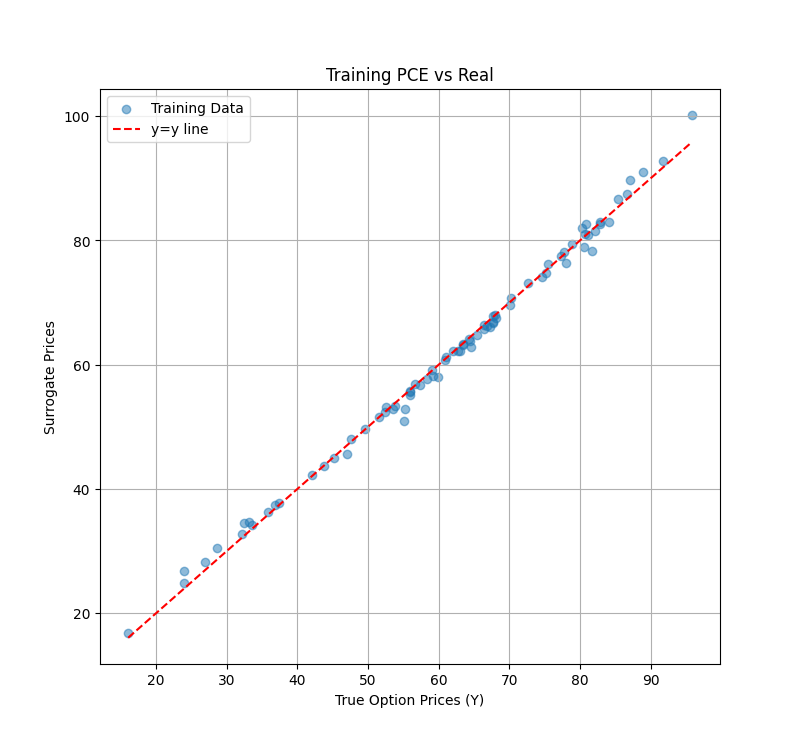 Training PCE vs Real
Training Data
y=y line
100
80
60
40
20
Surrogate Prices
20 30 40 50 60 70 80 90
True Option Prices (Y)